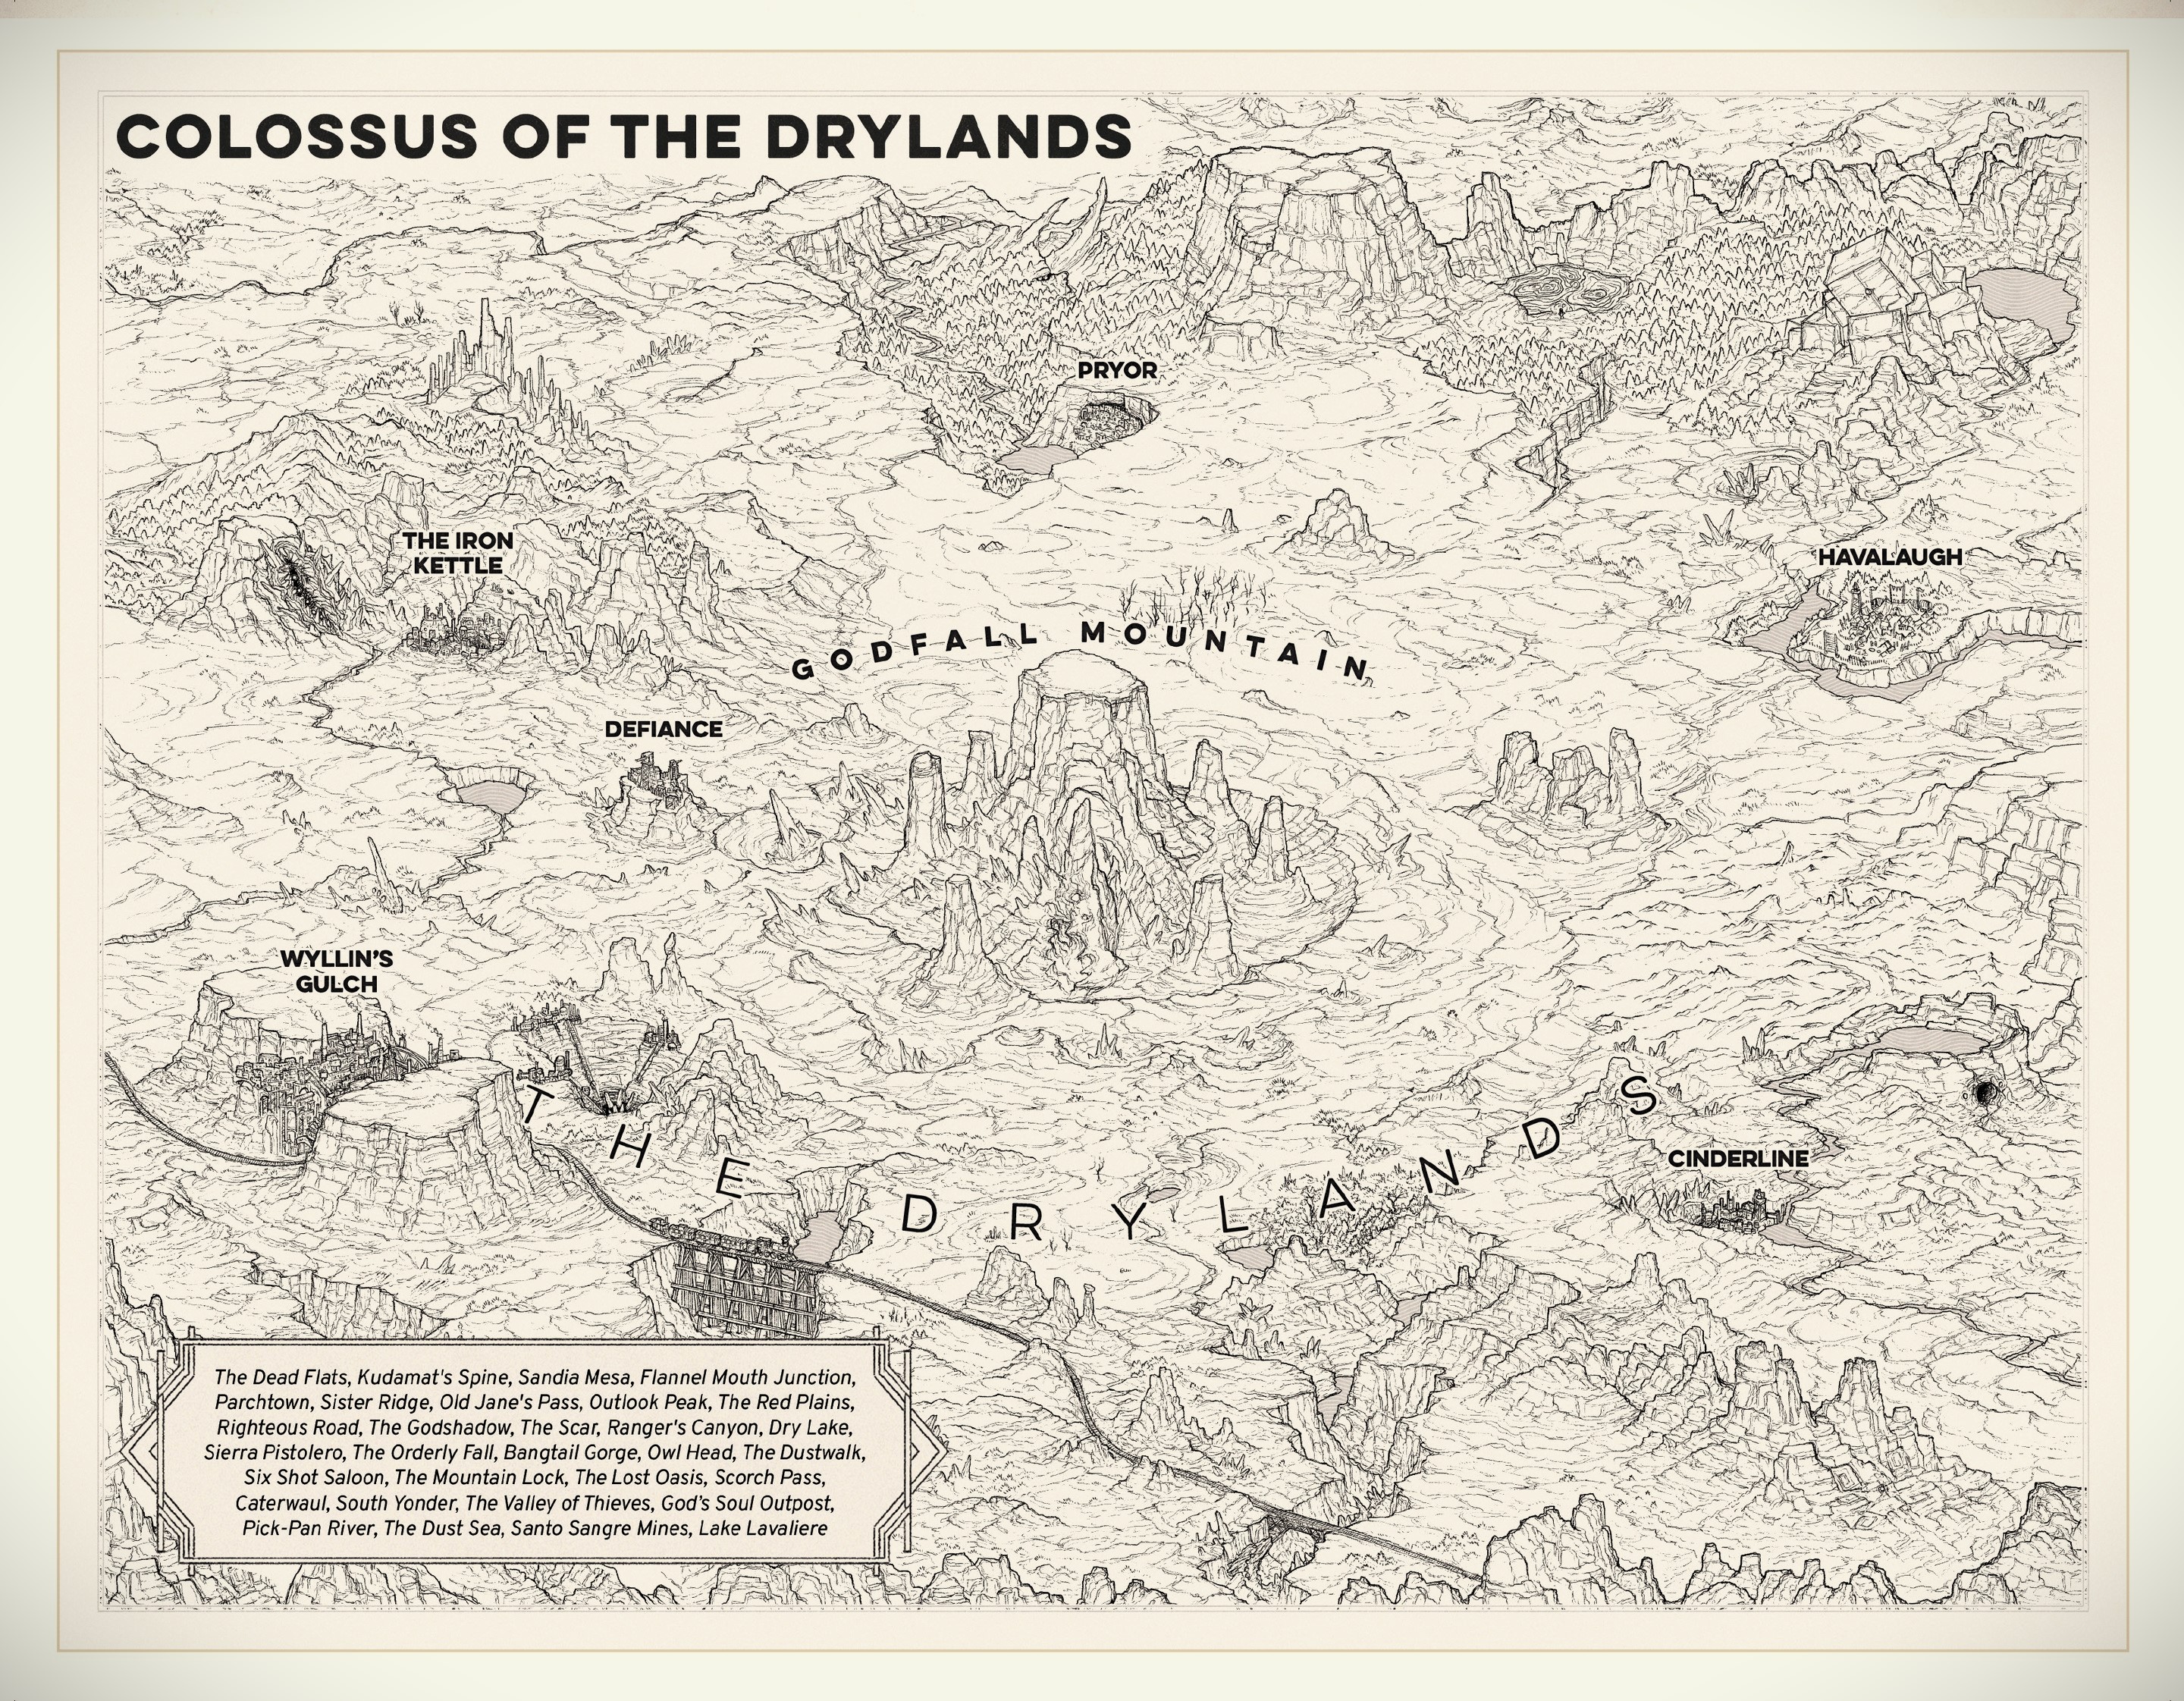 COLOSSUS OF THE DRYLANDS
PRYOR
THE IRON
KETTLE
HAVALAUGH
GODFALL MOUNTAIN
DEFIANCE
WYLLIN’S
GULCH
THE DRYLANDS
CINDERLINE
The Dead Flats, Kudamat's Spine, Sandia Mesa, Flannel Mouth Junction,
Parchtown, Sister Ridge, Old Jane's Pass, Outlook Peak, The Red Plains,
Righteous Road, The Godshadow, The Scar, Ranger's Canyon, Dry Lake,
Sierra Pistolero, The Orderly Fall, Bangtail Gorge, Owl Head, The Dustwalk,
Six Shot Saloon, The Mountain Lock, The Lost Oasis, Scorch Pass,
Caterwaul, South Yonder, The Valley of Thieves, God’s Soul Outpost,
Pick-Pan River, The Dust Sea, Santo Sangre Mines, Lake Lavaliere